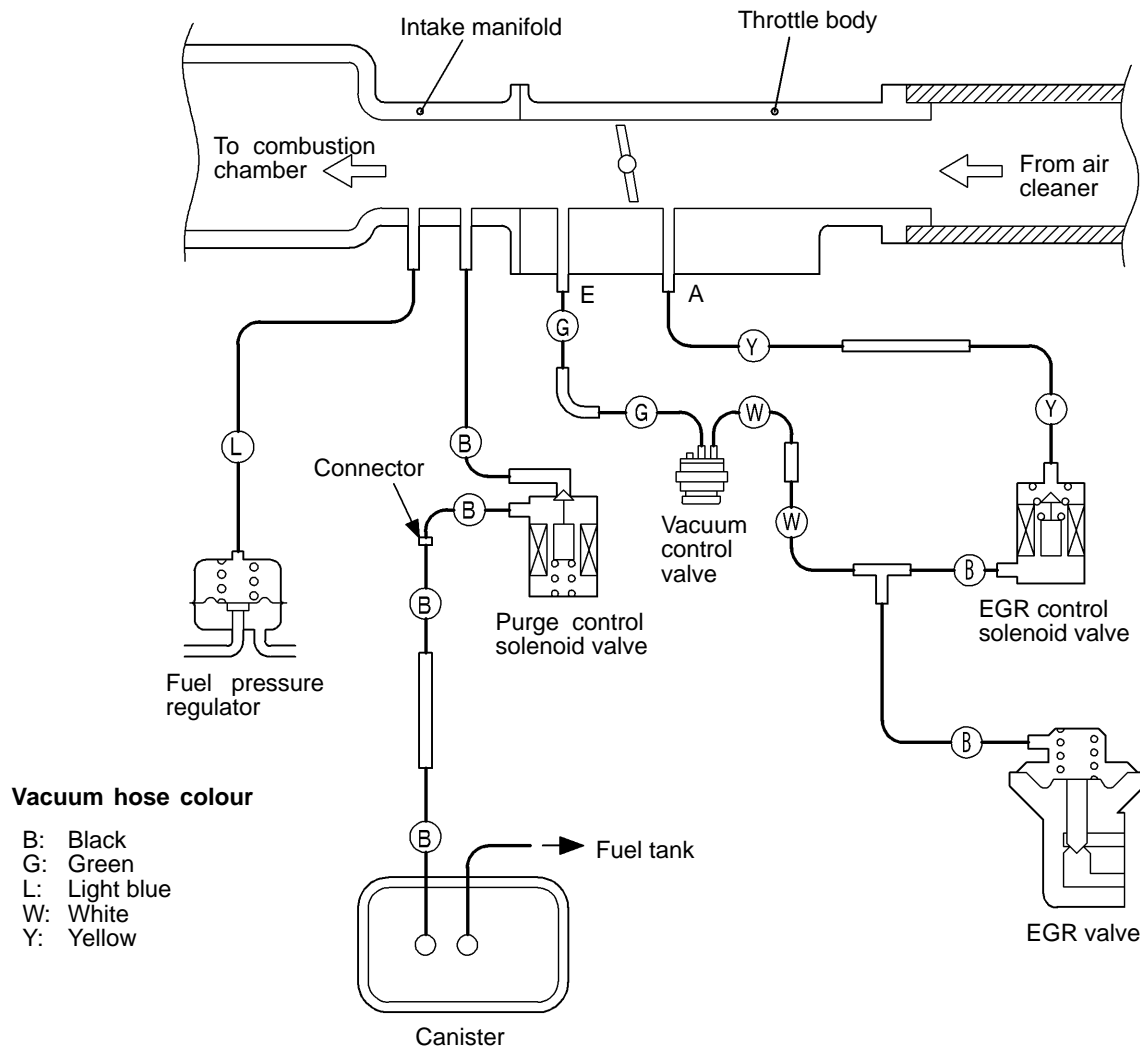 Intake manifold
Throttle body
To combustion
chamber
From air
cleaner
E
A
G
Y
L
G
W
Y
B
Connector
B
Vacuum
control
valve
W
B
EGR control
solenoid valve
B
Purge control
solenoid valve
Fuel pressure
regulator
B
Vacuum hose colour
B: Black
G: Green
L: Light blue
W: White
Y: Yellow
B
Fuel tank
EGR valve
Canister